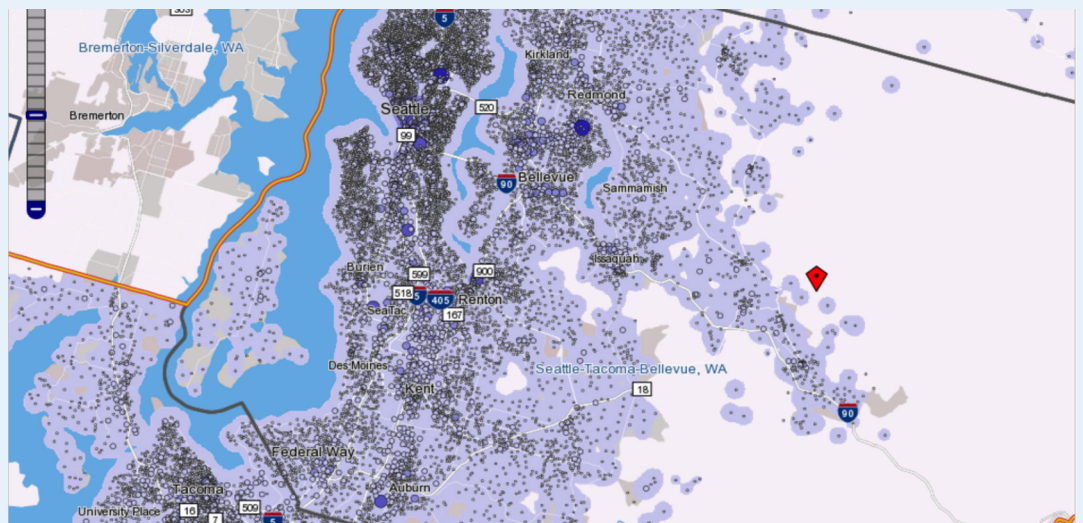 303
5
Bremerton-Silverdale, WA
Kirkland
Redmond
Bremerton
Seattle
520
99
Bellevue
90
Sammamish
Issaquah
Burien
599
900
518
5
405
Renton
SeaTac
167
Des Moines
Seattle-Tacoma-Bellevue, WA
Kent
18
90
Federal Way
Tacoma
Auburn
University Place
16
509
7
5